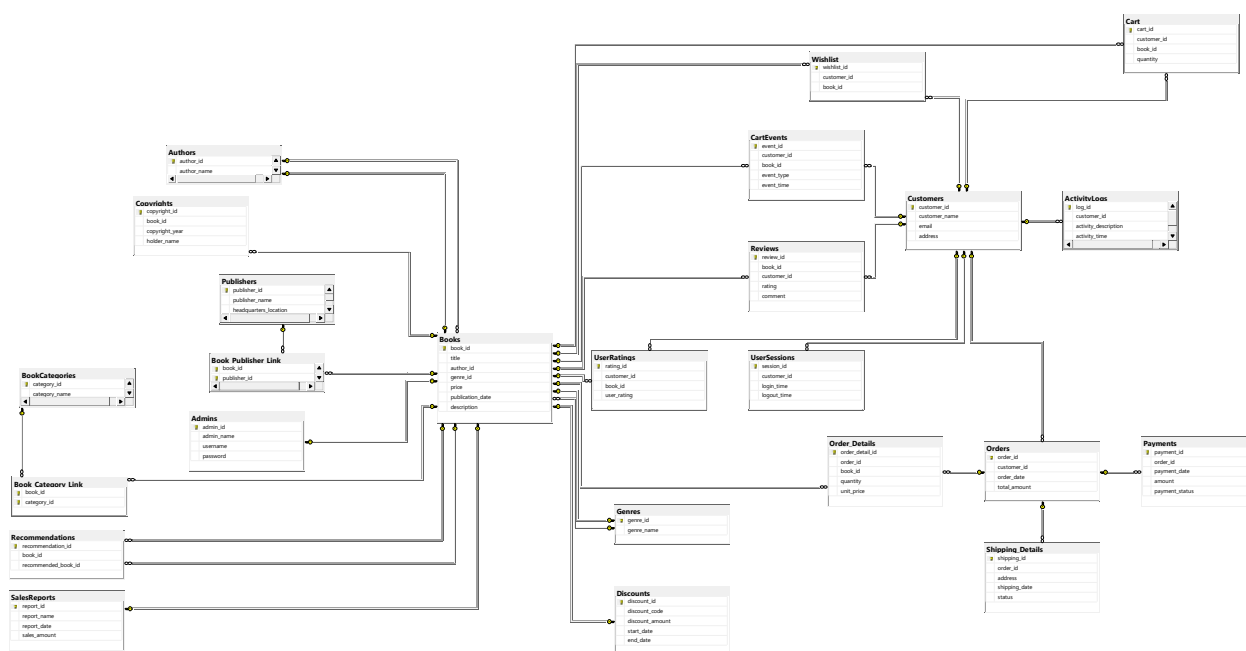 Cart
cart_id
customer_id
book_id
quantity
Wishlist
wishlist_id
customer_id
book_id
CartEvents
event_id
customer_id
book_id
event_type
event_time
Authors
author_id
author_name
Copyrights
copyright_id
book_id
copyright_year
holder_name
Customers
customer_id
customer_name
email
address
ActivityLogs
log_id
customer_id
activity_description
activity_time
Reviews
review_id
book_id
customer_id
rating
comment
Publishers
publisher_id
publisher_name
headquarters_location
Books
book_id
title
author_id
genre_id
price
publication_date
description
Book_Publisher_Link
book_id
publisher_id
UserRatings
rating_id
customer_id
book_id
user_rating
UserSessions
session_id
customer_id
login_time
logout_time
BookCategories
category_id
category_name
Admins
admin_id
admin_name
username
password
Order_Details
order_detail_id
order_id
book_id
quantity
unit_price
Orders
order_id
customer_id
order_date
total_amount
Payments
payment_id
order_id
payment_date
amount
payment_status
Book_Category_Link
book_id
category_id
Genres
genre_id
genre_name
Recommendations
recommendation_id
book_id
recommended_book_id
Shipping_Details
shipping_id
order_id
address
shipping_date
status
SalesReports
report_id
report_name
report_date
sales_amount
Discounts
discount_id
discount_code
discount_amount
start_date
end_date